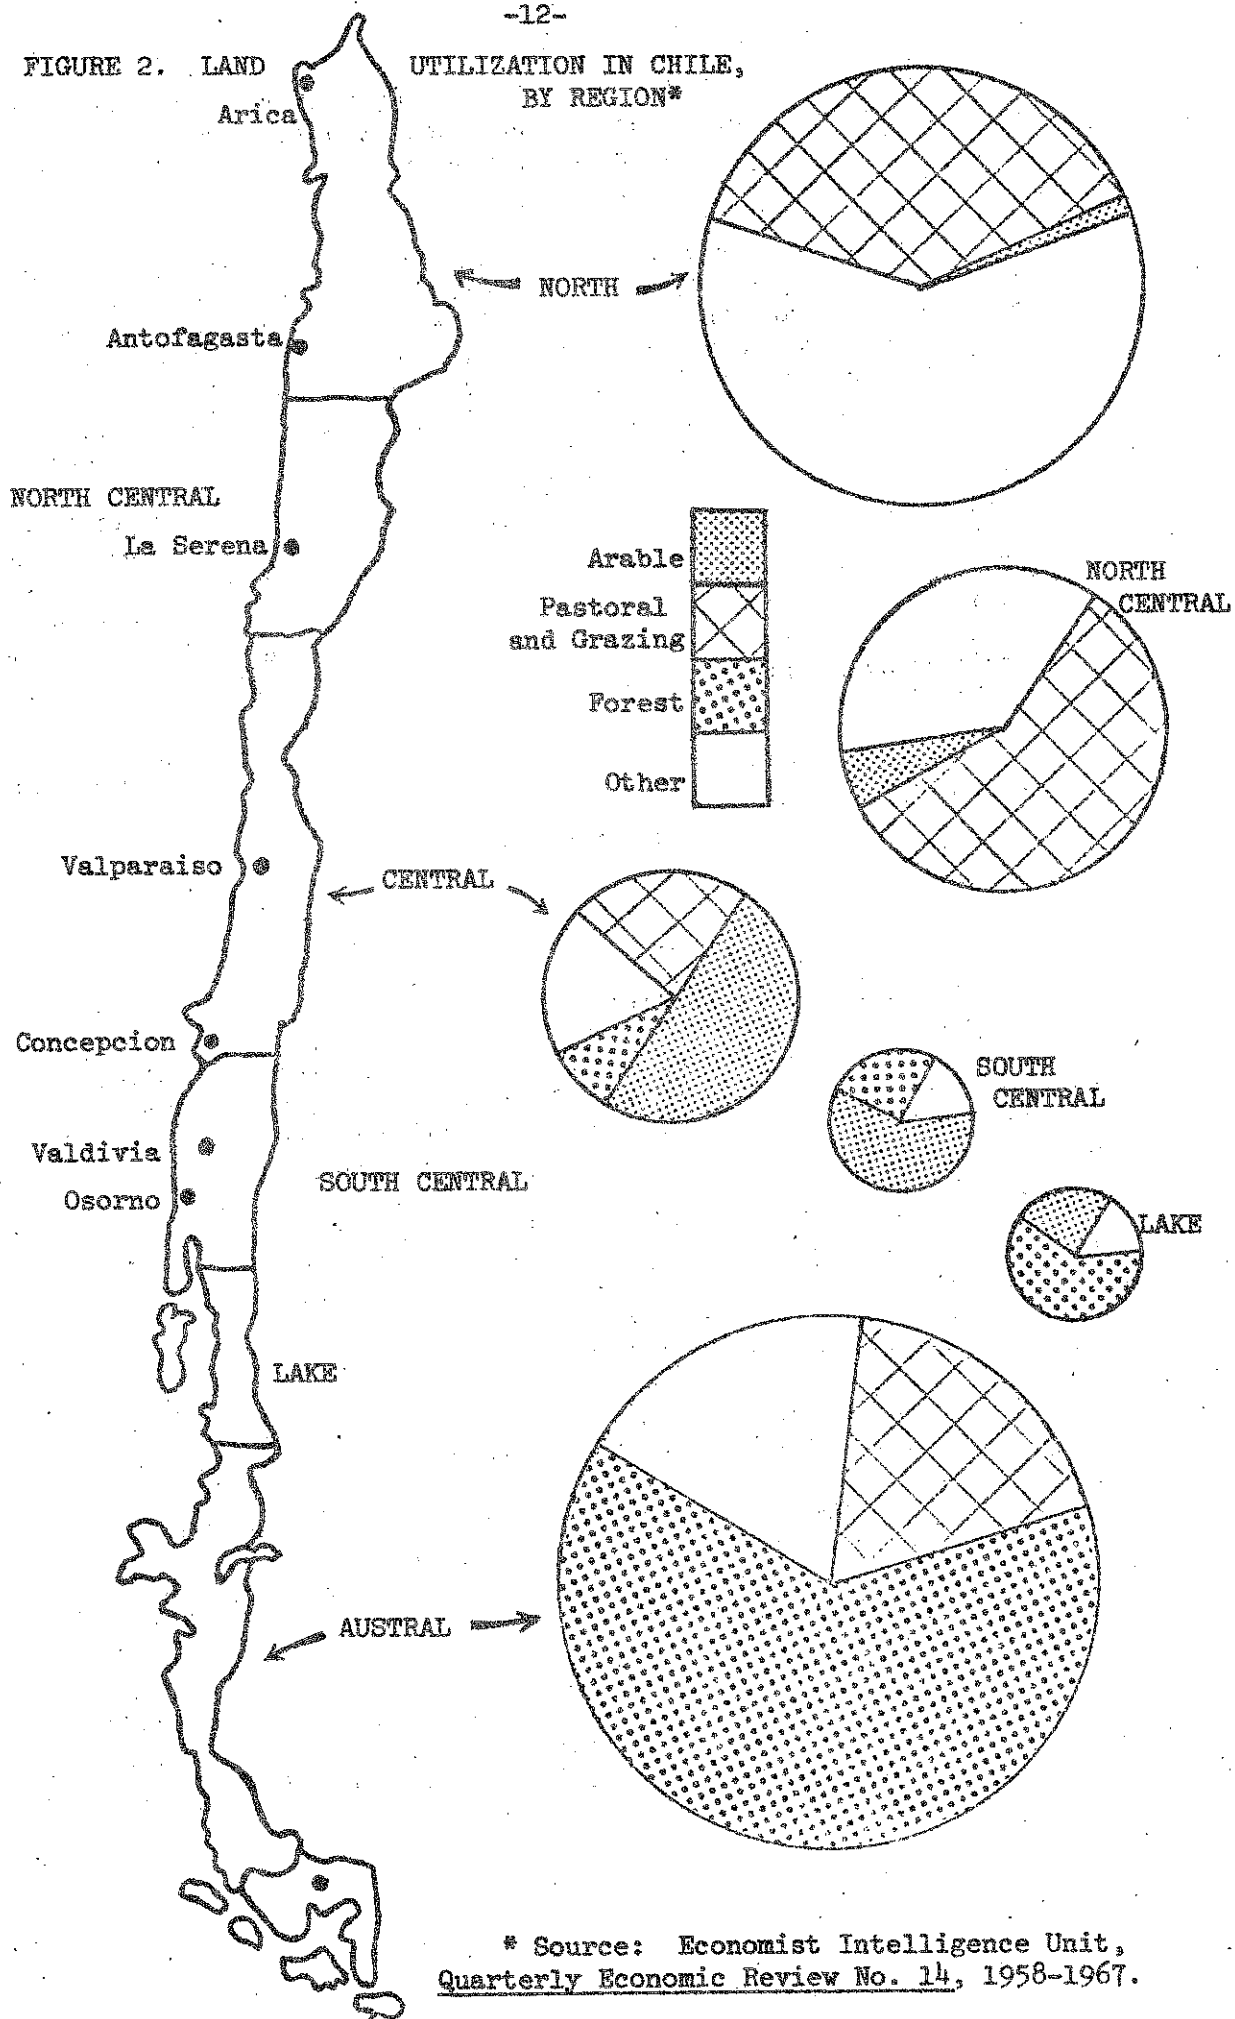 -12-
FIGURE 2. LAND UTILIZATION IN CHILE,
BY REGION*
Arica
NORTH
Antofagasta
NORTH CENTRAL
La Serena
Arable
Pastoral
and Grazing
Forest
Other
NORTH
CENTRAL
Valparaiso
CENTRAL
Concepcion
SOUTH
CENTRAL
Valdivia
Osorno
SOUTH CENTRAL
LAKE
LAKE
AUSTRAL
* Source: Economist Intelligence Unit,
Quarterly Economic Review No. 14, 1958-1967.